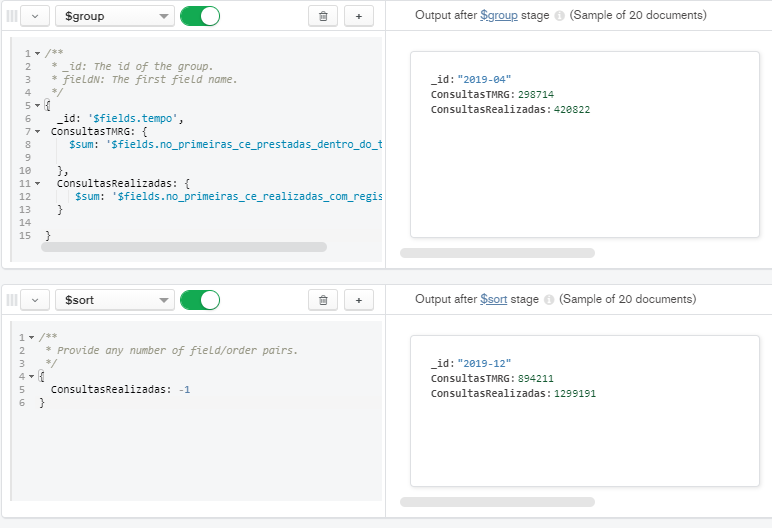 $group
Output after $group stage (Sample of 20 documents)
1 /**
2 * _id: The id of the group.
3 * fieldN: The first field name.
4 */
5 {
6 _id: '$fields.tempo',
7 ConsultasTMRG: {
8 $sum: '$fields.no_primeiras_ce_prestadas_dentro_do_t
9
10 },
11 ConsultasRealizadas: {
12 $sum: '$fields.no_primeiras_ce_realizadas_com_regis
13 }
14
15 }
_id: "2019-04"
ConsultasTMRG: 298714
ConsultasRealizadas: 420822
$sort
Output after $sort stage (Sample of 20 documents)
1 /**
2 * Provide any number of field/order pairs.
3 */
4 {
5 ConsultasRealizadas: -1
6 }
_id: "2019-12"
ConsultasTMRG: 894211
ConsultasRealizadas: 1299191